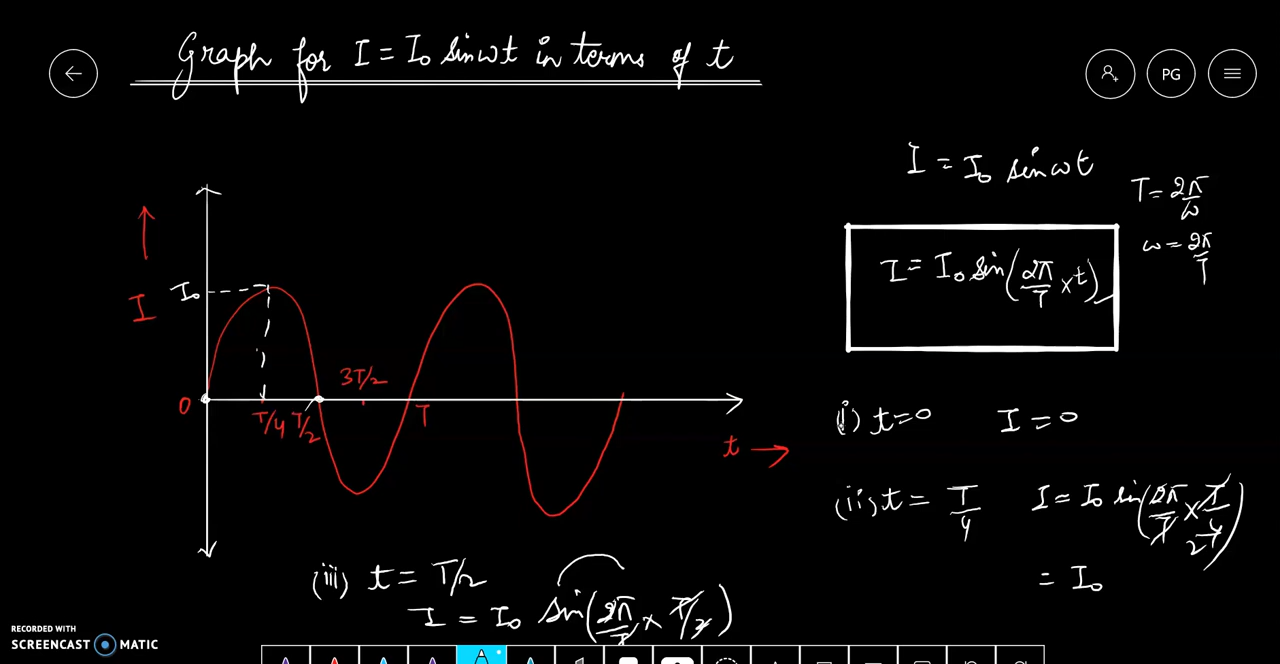 Graph for I = I₀ sinωt in terms of t
PG
I = I₀ sinωt
T = 2π/ω
ω = 2π/T
I = I₀ sin(2π/T × t)
I₀
I
3T/2
0
T/4 T/2
T
t →
(i) t=0 I = 0
(ii) t = T/4 I = I₀ sin(2π/T × T/4)
2
= I₀
(iii) t = T/2
I = I₀ sin(2π/T × T/2)
RECORDED WITH
SCREENCAST MATIC